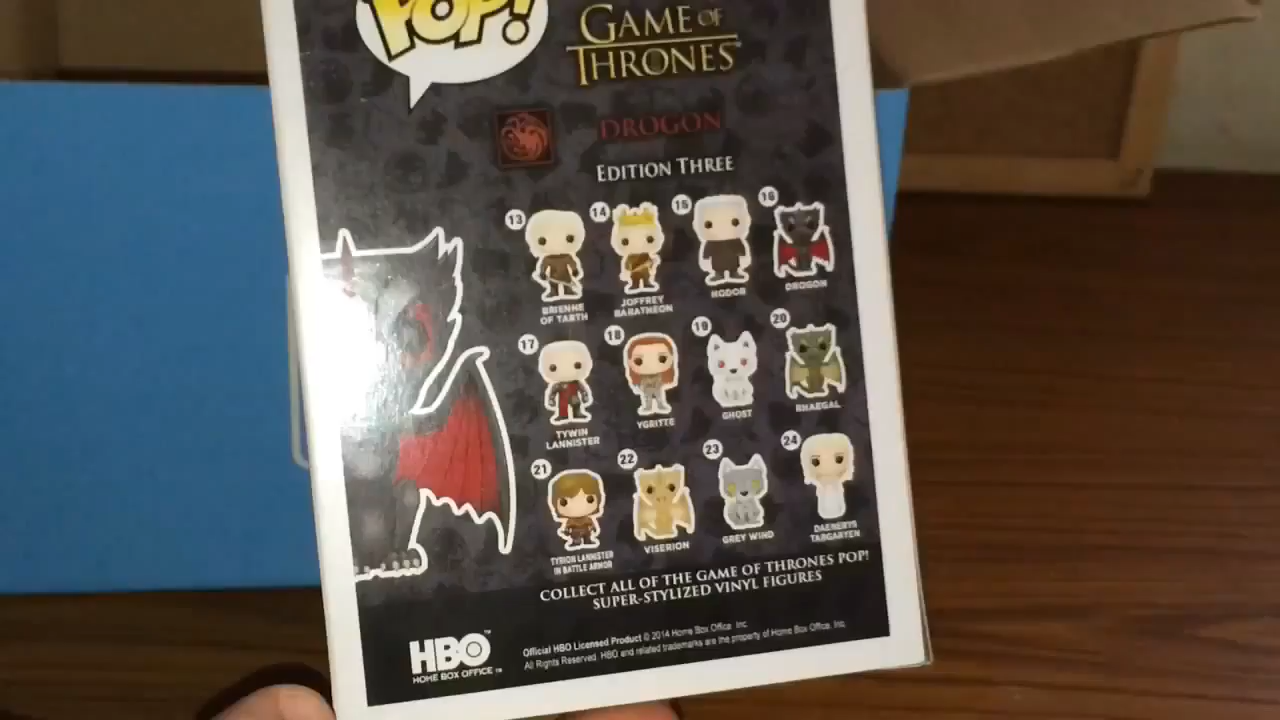 POP!
GAME OF
THRONES
DROGON
EDITION THREE
13
14
15
16
BRIENNE
OF TARTH
JOFFREY
BARATHEON
HODOR
DROGON
17
18
19
20
TYWIN
LANNISTER
YGRITTE
GHOST
RHAEGAL
21
22
23
24
TYRION LANNISTER
IN BATTLE ARMOR
VISERION
GREY WIND
DAENERYS
TARGARYEN
COLLECT ALL OF THE GAME OF THRONES POP!
SUPER-STYLIZED VINYL FIGURES
HBO™
HOME BOX OFFICE™
Official HBO Licensed Product © 2014 Home Box Office, Inc.
All Rights Reserved. HBO and related trademarks are the property of Home Box Office, Inc.